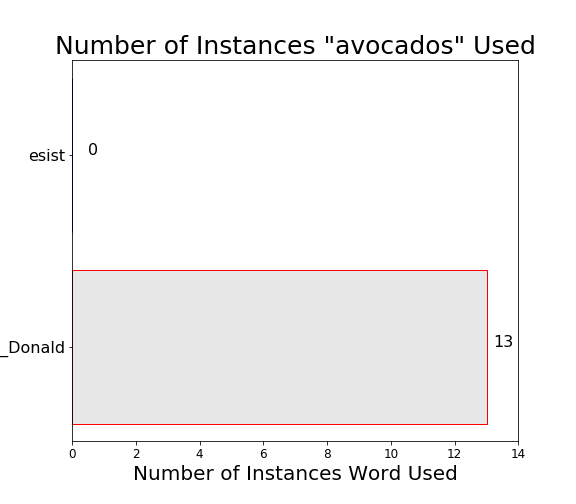 Number of Instances "avocados" Used
esist
0
_Donald
13
0 2 4 6 8 10 12 14
Number of Instances Word Used